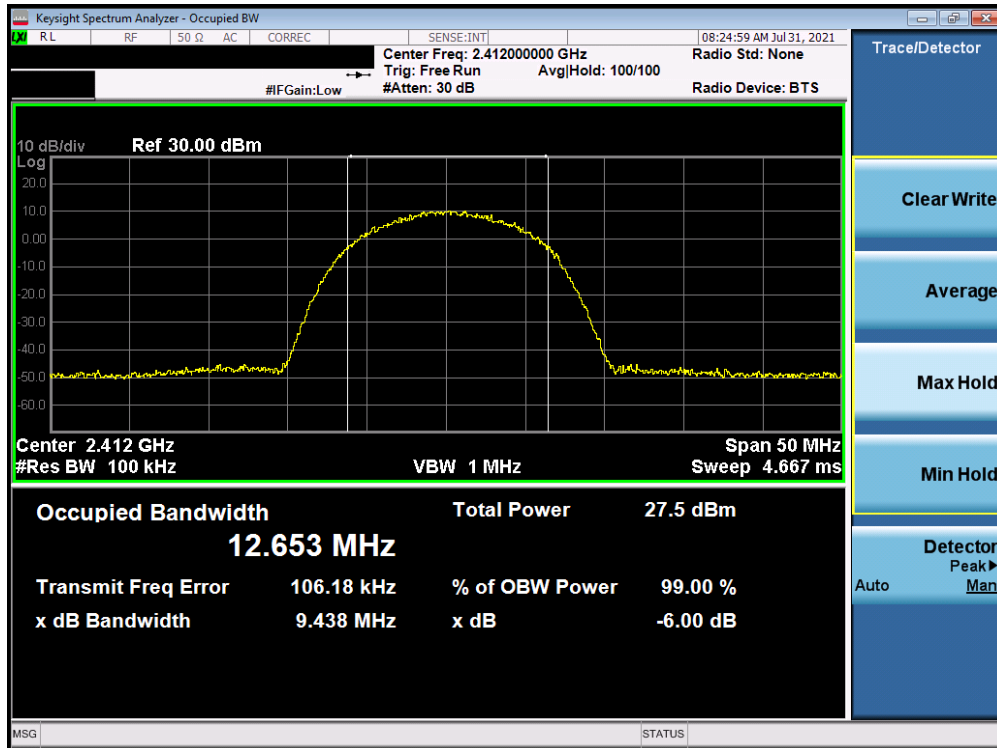 Keysight Spectrum Analyzer - Occupied BW
LXI RL RF 50 Ω AC CORREC SENSE:INT 08:24:59 AM Jul 31, 2021
Center Freq: 2.412000000 GHz Radio Std: None
Trig: Free Run Avg|Hold: 100/100
#IFGain:Low #Atten: 30 dB Radio Device: BTS
10 dB/div Ref 30.00 dBm
Log
20.0
10.0
0.00
-10.0
-20.0
-30.0
-40.0
-50.0
-60.0
Center 2.412 GHz Span 50 MHz
#Res BW 100 kHz VBW 1 MHz Sweep 4.667 ms
Occupied Bandwidth Total Power 27.5 dBm
12.653 MHz
Transmit Freq Error 106.18 kHz % of OBW Power 99.00 %
x dB Bandwidth 9.438 MHz x dB -6.00 dB
MSG STATUS
Trace/Detector
Clear Write
Average
Max Hold
Min Hold
Detector
Peak▶
Auto Man